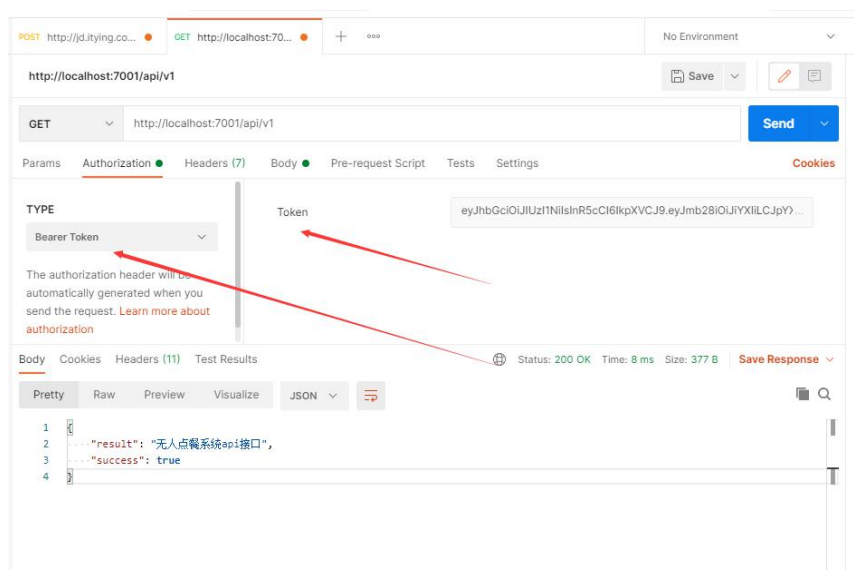 POST http://jd.itying.co... GET http://localhost:70... + ooo No Environment
http://localhost:7001/api/v1 Save
GET http://localhost:7001/api/v1 Send
Params Authorization Headers (7) Body Pre-request Script Tests Settings Cookies
TYPE
Token eyJhbGciOiJIUzI1NiIsInR5cCI6IkpXVCJ9.eyJmb28iOiJiYXIiLCJpYX...
Bearer Token
The authorization header will be
automatically generated when you
send the request. Learn more about
authorization
Body Cookies Headers (11) Test Results Status: 200 OK Time: 8 ms Size: 377 B Save Response
Pretty Raw Preview Visualize JSON
1 {
2 "result": "无人点餐系统api接口",
3 "success": true
4 }